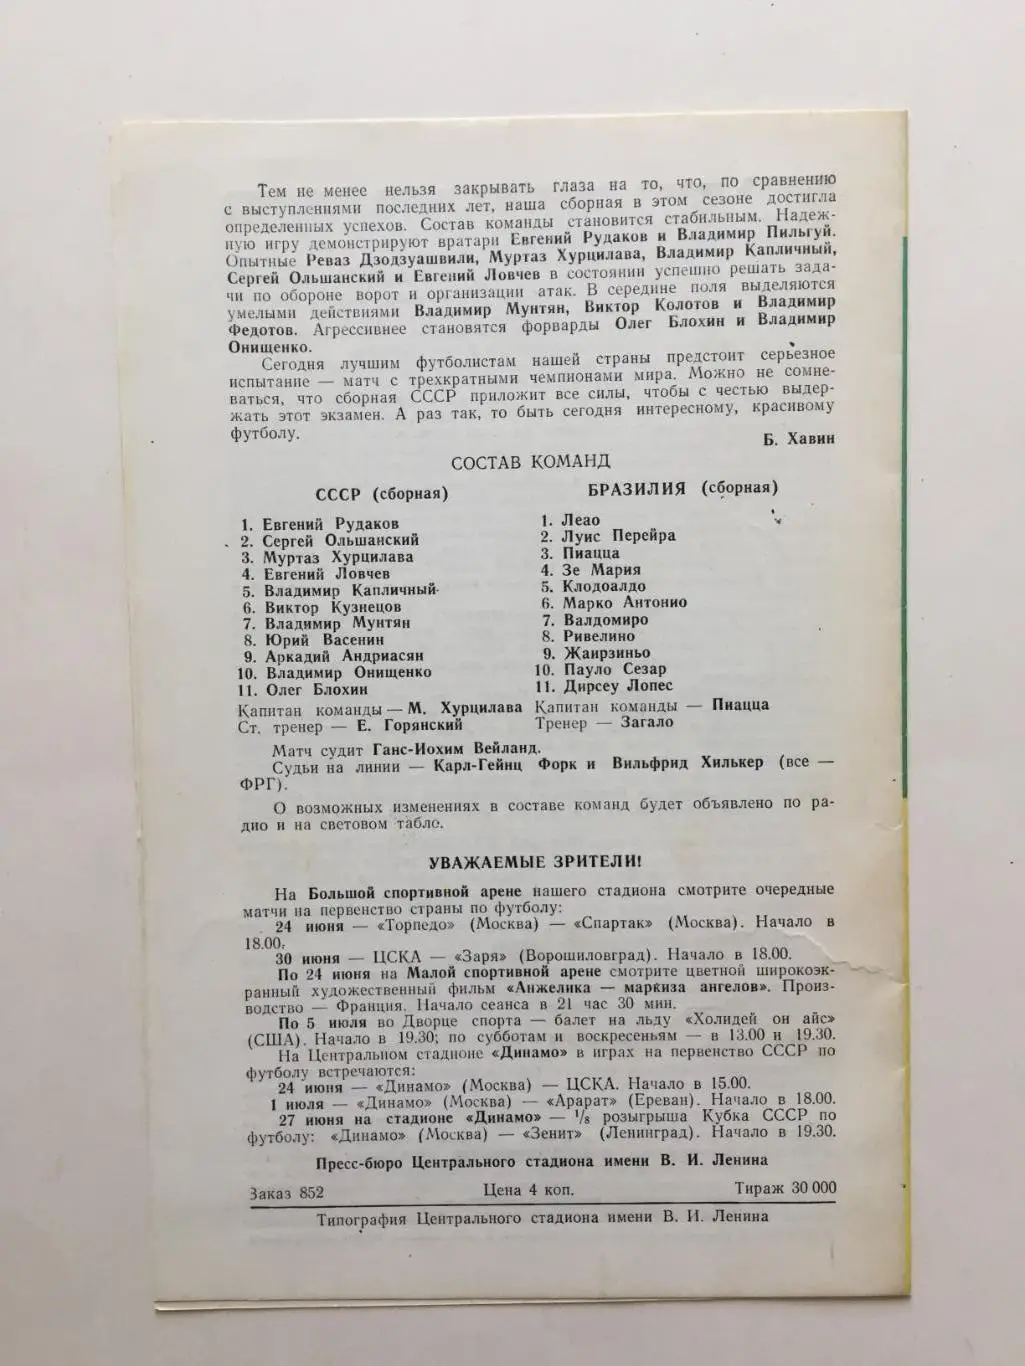 Тем не менее нельзя закрывать глаза на то, что, по сравнению
с выступлениями последних лет, наша сборная в этом сезоне достигла
определенных успехов. Состав команды становится стабильным. Надеж-
ную игру демонстрируют вратари Евгений Рудаков и Владимир Пильгуй.
Опытные Реваз Дзодзуашвили, Муртаз Хурцилава, Владимир Капличный,
Сергей Ольшанский и Евгений Ловчев в состоянии успешно решать зада-
чи по обороне ворот и организации атак. В середине поля выделяются
умелыми действиями Владимир Мунтян, Виктор Колотов и Владимир
Федотов. Агрессивнее становятся форварды Олег Блохин и Владимир
Онищенко.
Сегодня лучшим футболистам нашей страны предстоит серьезное
испытание — матч с трехкратными чемпионами мира. Можно не сомне-
ваться, что сборная СССР приложит все силы, чтобы с честью выдер-
жать этот экзамен. А раз так, то быть сегодня интересному, красивому
футболу.
Б. Хавин
СОСТАВ КОМАНД
СССР (сборная)
1. Евгений Рудаков
2. Сергей Ольшанский
3. Муртаз Хурцилава
4. Евгений Ловчев
5. Владимир Капличный
6. Виктор Кузнецов
7. Владимир Мунтян
8. Юрий Васенин
9. Аркадий Андриасян
10. Владимир Онищенко
11. Олег Блохин
Капитан команды — М. Хурцилава
Ст. тренер — Е. Горянский
БРАЗИЛИЯ (сборная)
1. Леао
2. Луис Перейра
3. Пиацца
4. Зе Мария
5. Клодоалдо
6. Марко Антонио
7. Валдомиро
8. Ривелино
9. Жаирзиньо
10. Пауло Сезар
11. Дирсеу Лопес
Капитан команды — Пиацца
Тренер — Загало
Матч судит Ганс-Иохим Вейланд.
Судьи на линии — Карл-Гейнц Форк и Вильфрид Хилькер (все —
ФРГ).
О возможных изменениях в составе команд будет объявлено по ра-
дио и на световом табло.
УВАЖАЕМЫЕ ЗРИТЕЛИ!
На Большой спортивной арене нашего стадиона смотрите очередные
матчи на первенство страны по футболу:
24 июня — «Торпедо» (Москва) — «Спартак» (Москва). Начало в
18.00.
30 июня — ЦСКА — «Заря» (Ворошиловград). Начало в 18.00.
По 24 июня на Малой спортивной арене смотрите цветной широкоэк-
ранный художественный фильм «Анжелика — маркиза ангелов». Произ-
водство — Франция. Начало сеанса в 21 час 30 мин.
По 5 июля во Дворце спорта — балет на льду «Холидей он айс»
(США). Начало в 19.30; по субботам и воскресеньям — в 13.00 и 19.30.
На Центральном стадионе «Динамо» в играх на первенство СССР по
футболу встречаются:
24 июня — «Динамо» (Москва) — ЦСКА. Начало в 15.00.
1 июля — «Динамо» (Москва) — «Арарат» (Ереван). Начало в 18.00.
27 июня на стадионе «Динамо» — 1/8 розыгрыша Кубка СССР по
футболу: «Динамо» (Москва) — «Зенит» (Ленинград). Начало в 19.30.
Пресс-бюро Центрального стадиона имени В. И. Ленина
Заказ 852 Цена 4 коп. Тираж 30 000
Типография Центрального стадиона имени В. И. Ленина